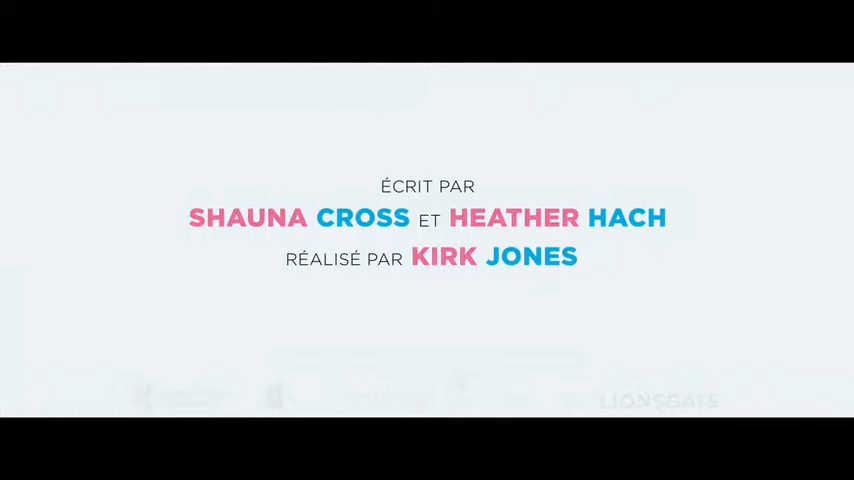 ÉCRIT PAR
SHAUNA CROSS ET HEATHER HACH
RÉALISÉ PAR KIRK JONES
LIONSGATE